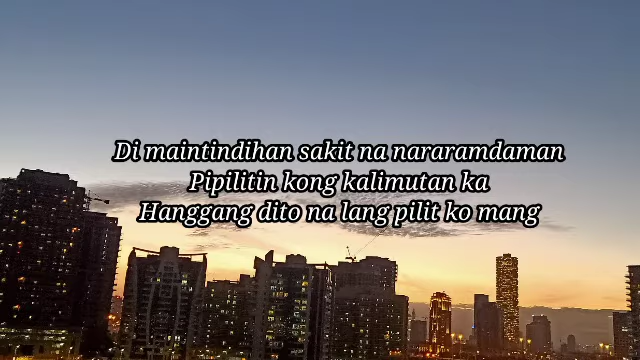 Di maintindihan sakit na nararamdaman
Pipilitin kong kalimutan ka
Hanggang dito na lang pilit ko mang